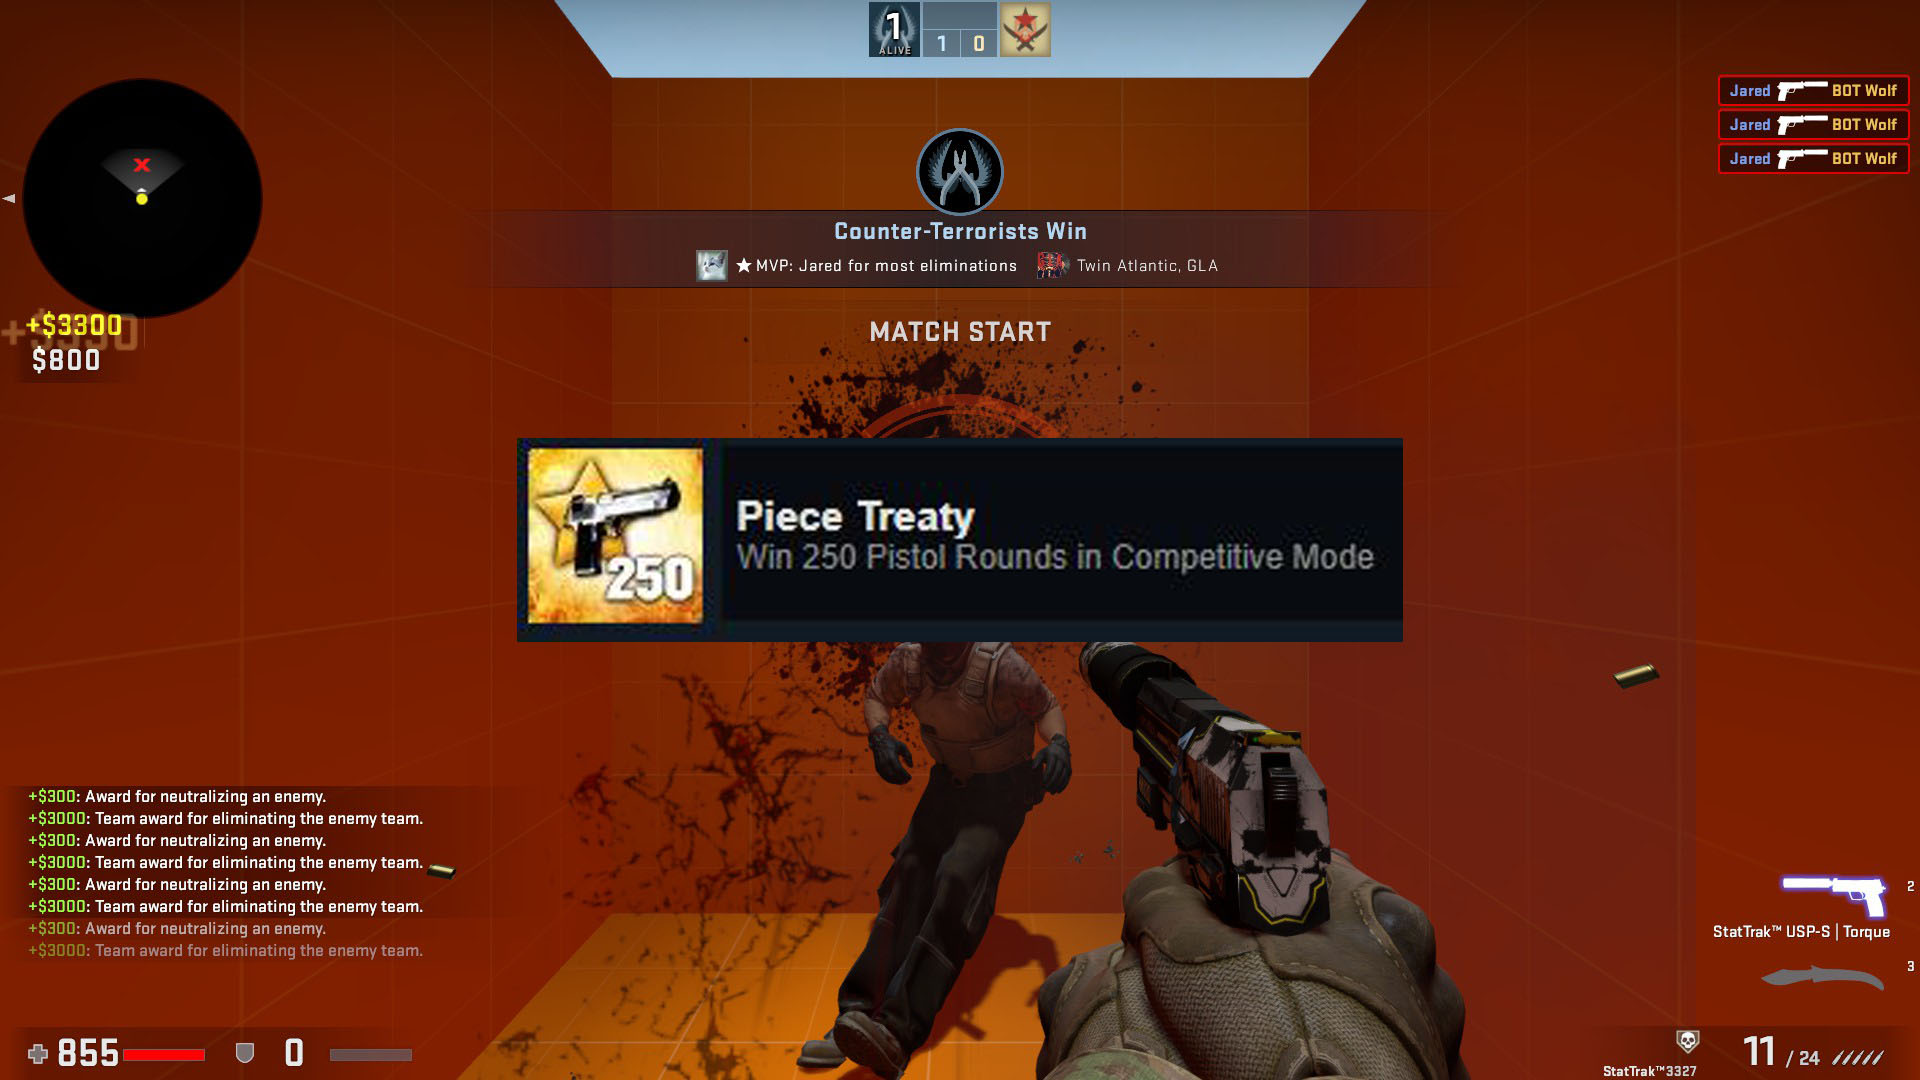 1
ALIVE
1 0
Jared BOT Wolf
Jared BOT Wolf
Jared BOT Wolf
Counter-Terrorists Win
★ MVP: Jared for most eliminations Twin Atlantic, GLA
MATCH START
+$3300
$800
Piece Treaty
Win 250 Pistol Rounds in Competitive Mode
250
+$300: Award for neutralizing an enemy.
+$3000: Team award for eliminating the enemy team.
+$300: Award for neutralizing an enemy.
+$3000: Team award for eliminating the enemy team.
+$300: Award for neutralizing an enemy.
+$3000: Team award for eliminating the enemy team.
+$300: Award for neutralizing an enemy.
+$3000: Team award for eliminating the enemy team.
2
StatTrak™ USP-S | Torque
3
855 0
StatTrak™3327
11 / 24